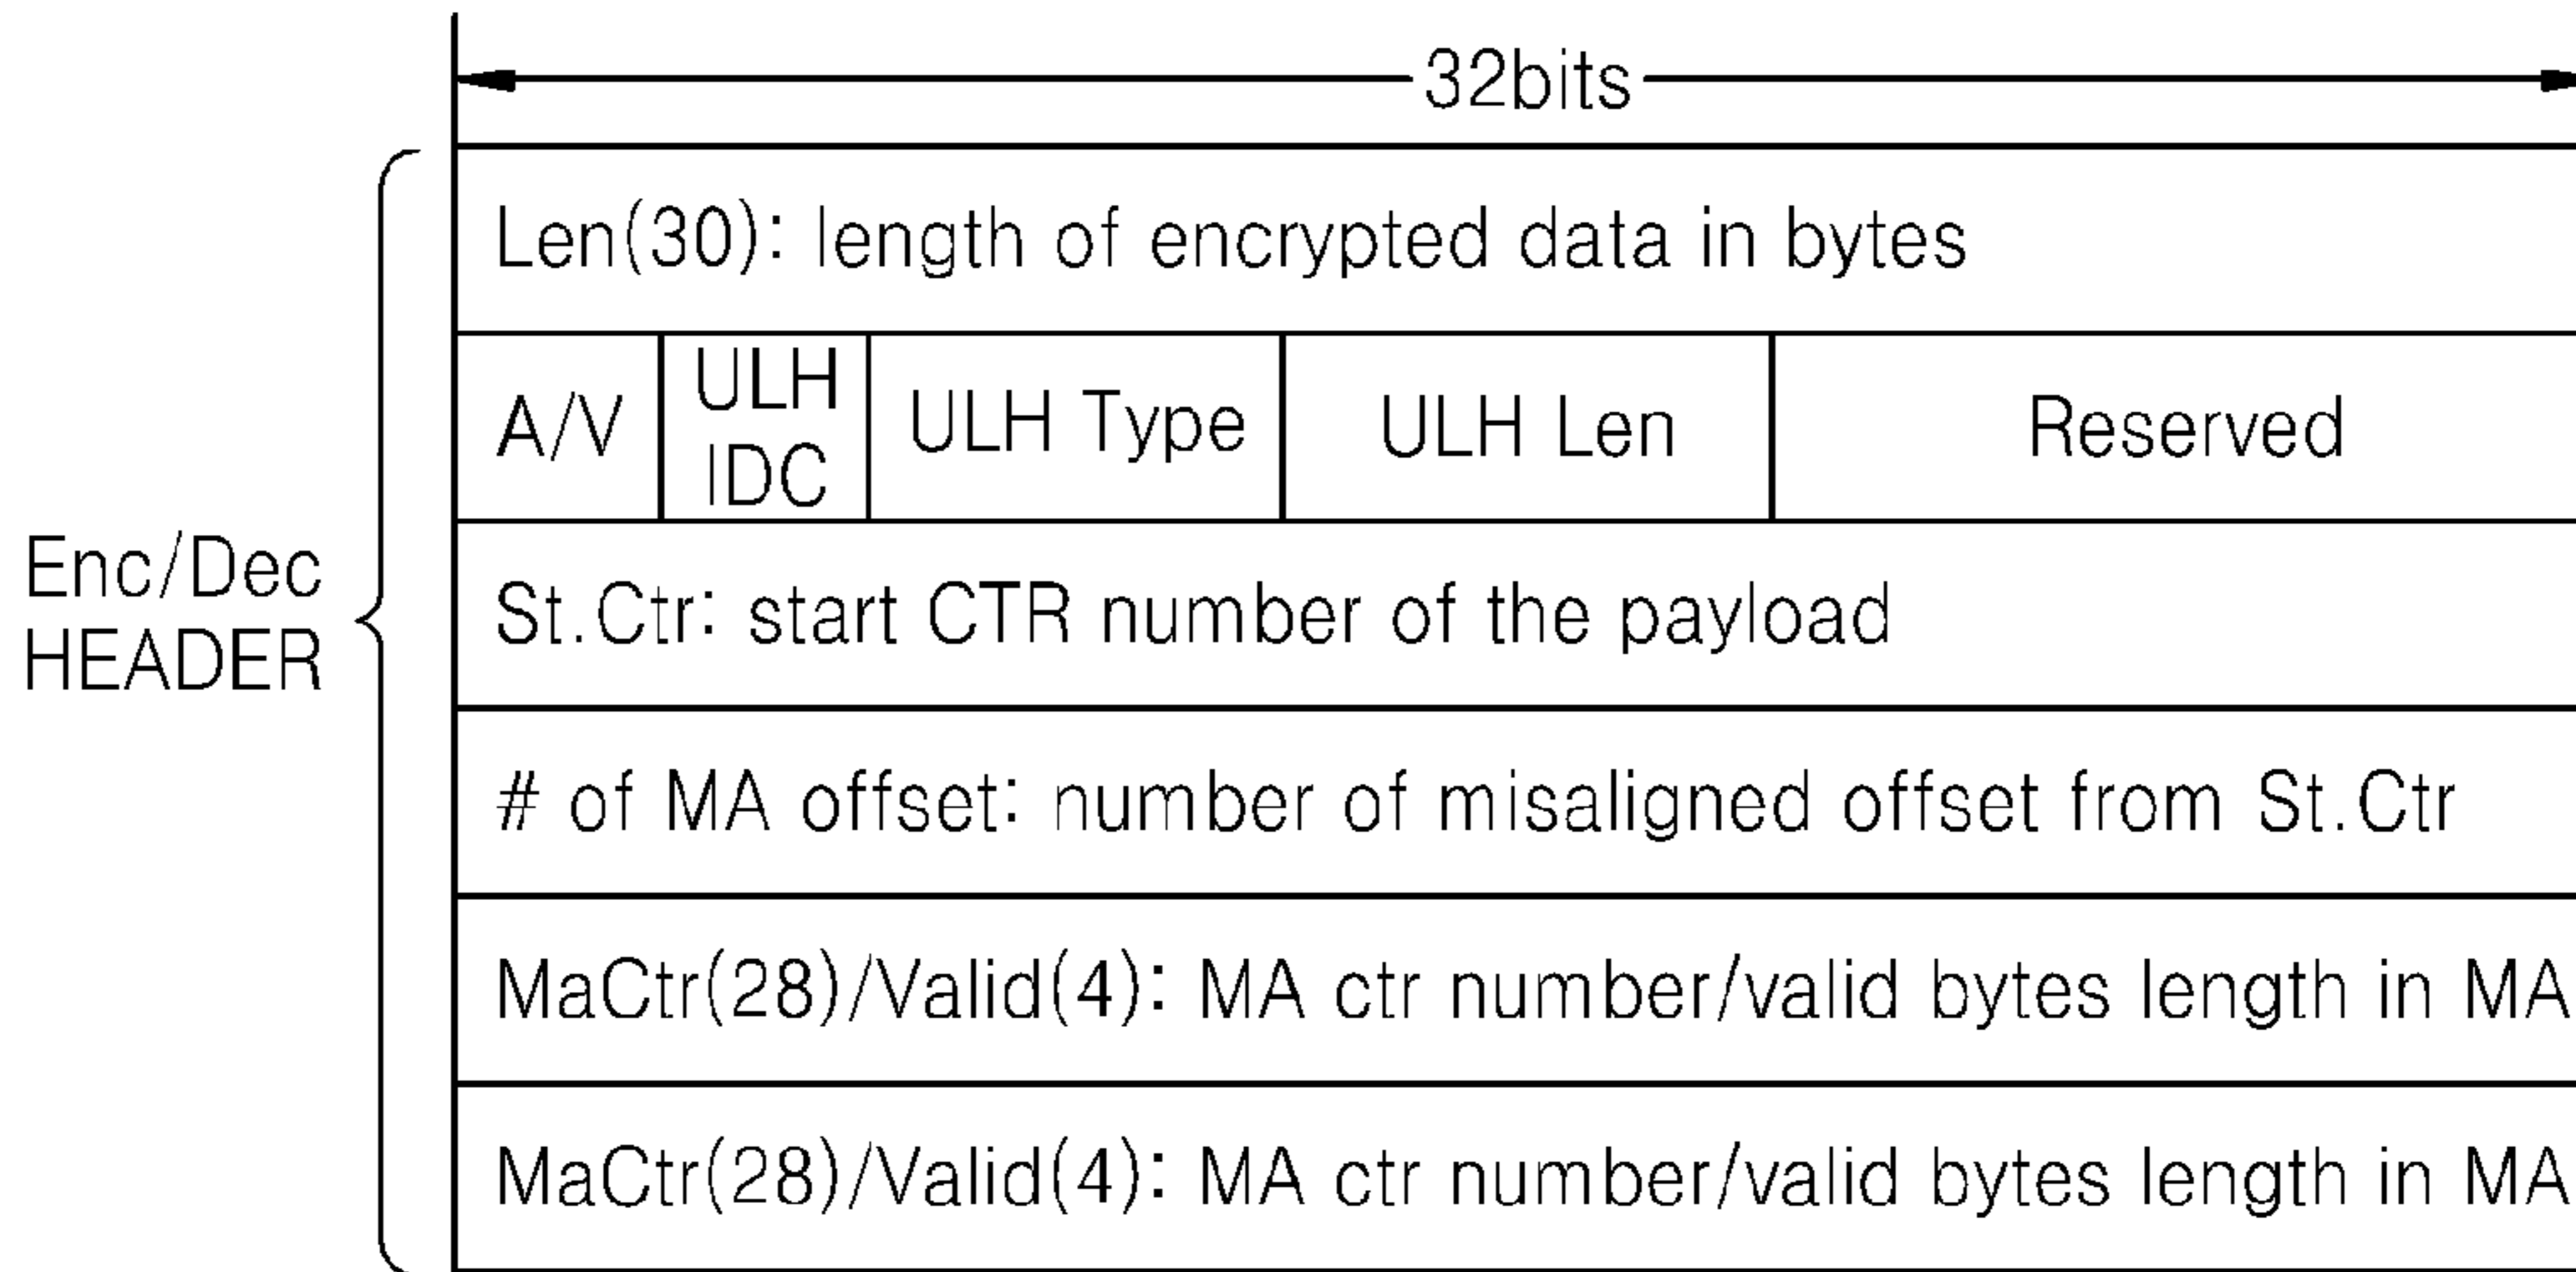 32bits
Len(30): length of encrypted data in bytes
A/V
ULH
IDC
ULH Type
ULH Len
Reserved
Enc/Dec
HEADER
St.Ctr: start CTR number of the payload
# of MA offset: number of misaligned offset from St.Ctr
MaCtr(28)/Valid(4): MA ctr number/valid bytes length in MA
MaCtr(28)/Valid(4): MA ctr number/valid bytes length in MA